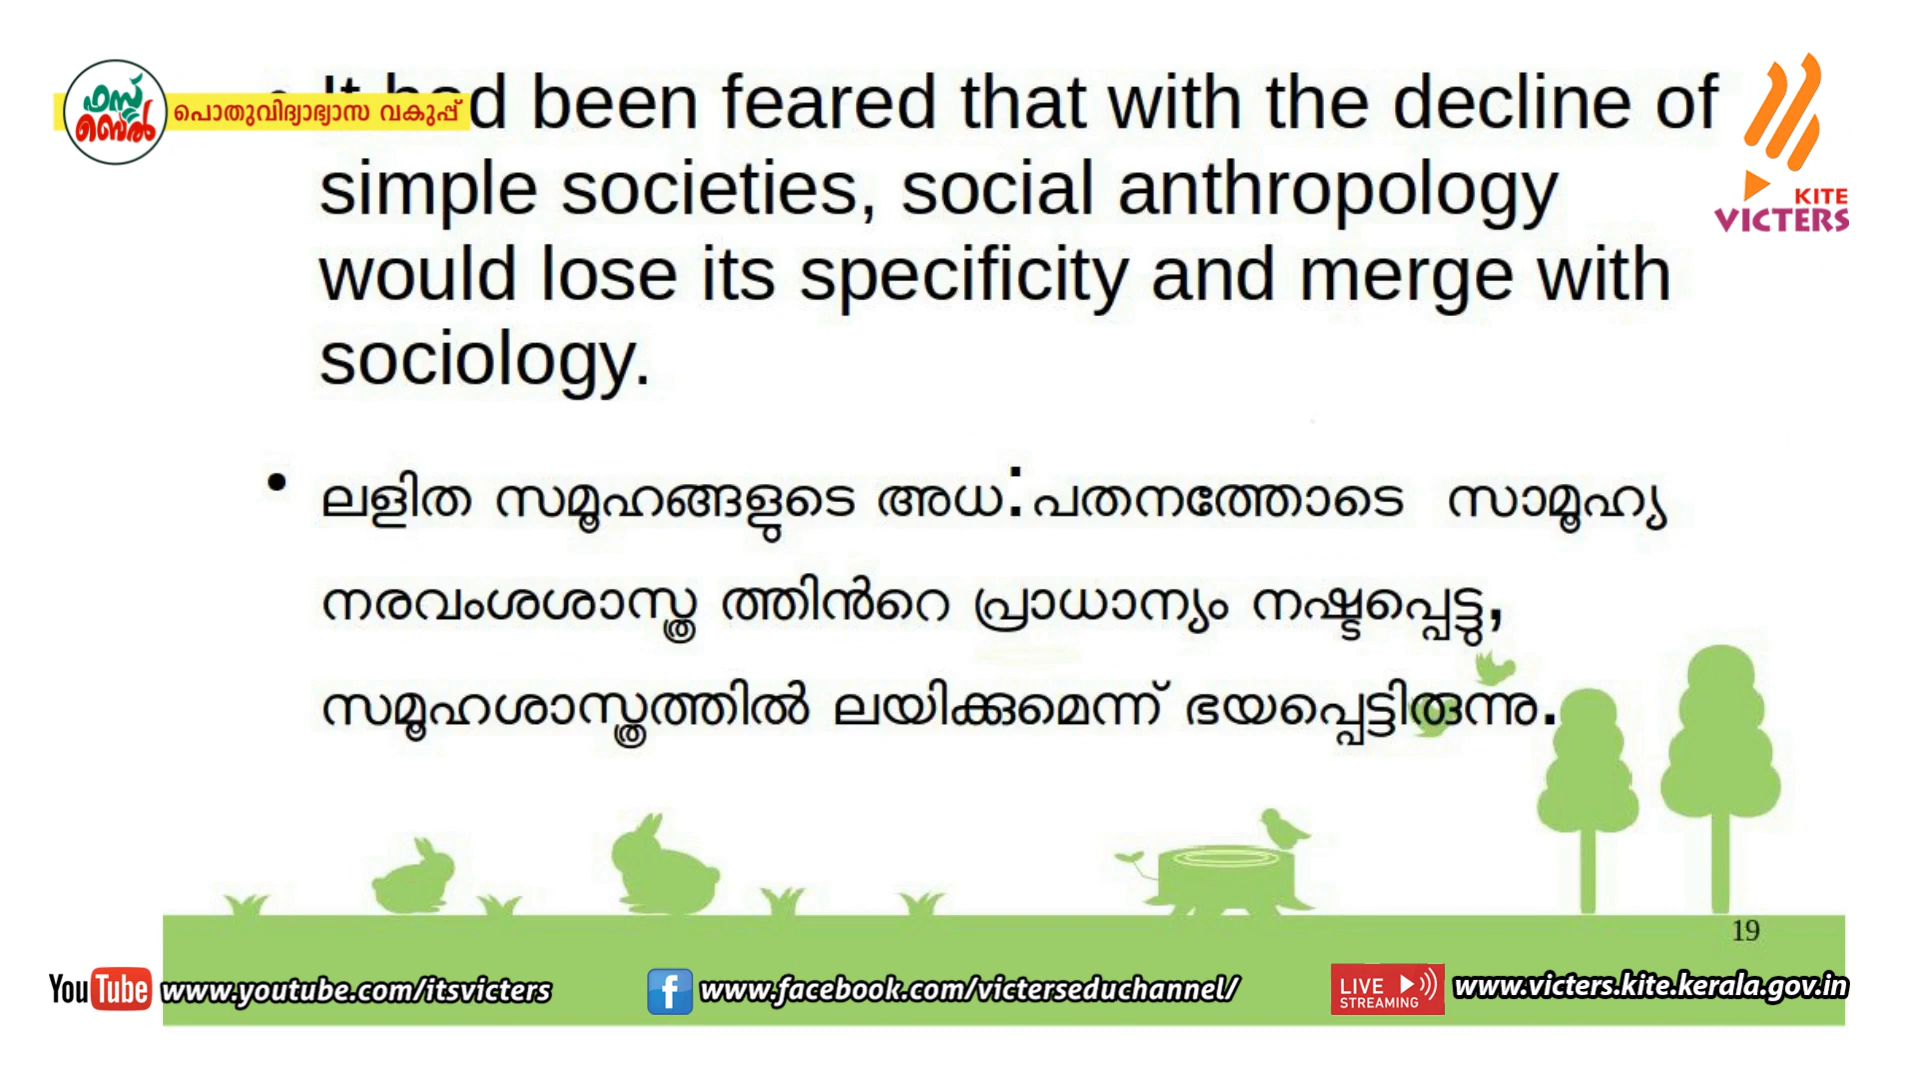 ഫസ്റ്റ് ബെൽ
പൊതുവിദ്യാഭ്യാസ വകുപ്പ്
• It had been feared that with the decline of
simple societies, social anthropology
would lose its specificity and merge with
sociology.
KITE
VICTERS
• ലളിത സമൂഹങ്ങളുടെ അധ:പതനത്തോടെ സാമൂഹ്യ
നരവംശശാസ്ത്ര ത്തിൻറെ പ്രാധാന്യം നഷ്ടപ്പെട്ടു,
സമൂഹശാസ്ത്രത്തിൽ ലയിക്കുമെന്ന് ഭയപ്പെട്ടിരുന്നു.
19
YouTube www.youtube.com/itsvicters
f www.facebook.com/victerseduchannel/
LIVE STREAMING www.victers.kite.kerala.gov.in